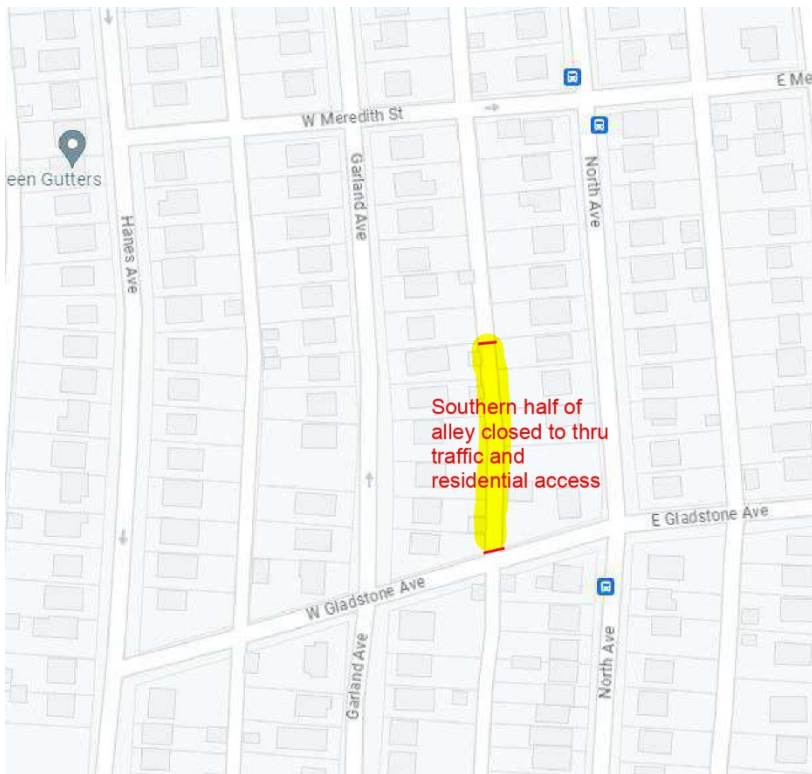 E Me
W Meredith St
een Gutters
Garland Ave
North Ave
Hanes Ave
Southern half of
alley closed to thru
traffic and
residential access
E Gladstone Ave
W Gladstone Ave
Garland Ave
North Ave